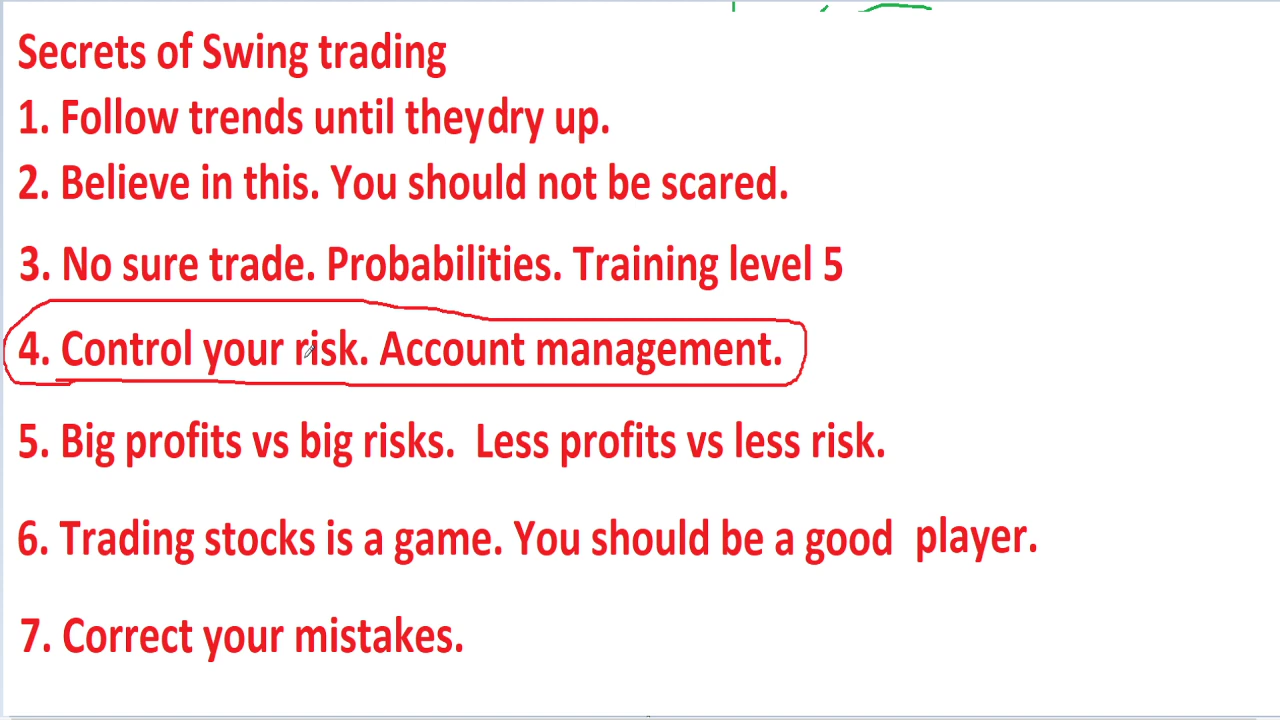 Secrets of Swing trading
1. Follow trends until they dry up.
2. Believe in this. You should not be scared.
3. No sure trade. Probabilities. Training level 5
4. Control your risk. Account management.
5. Big profits vs big risks.  Less profits vs less risk.
6. Trading stocks is a game. You should be a good  player.
7. Correct your mistakes.